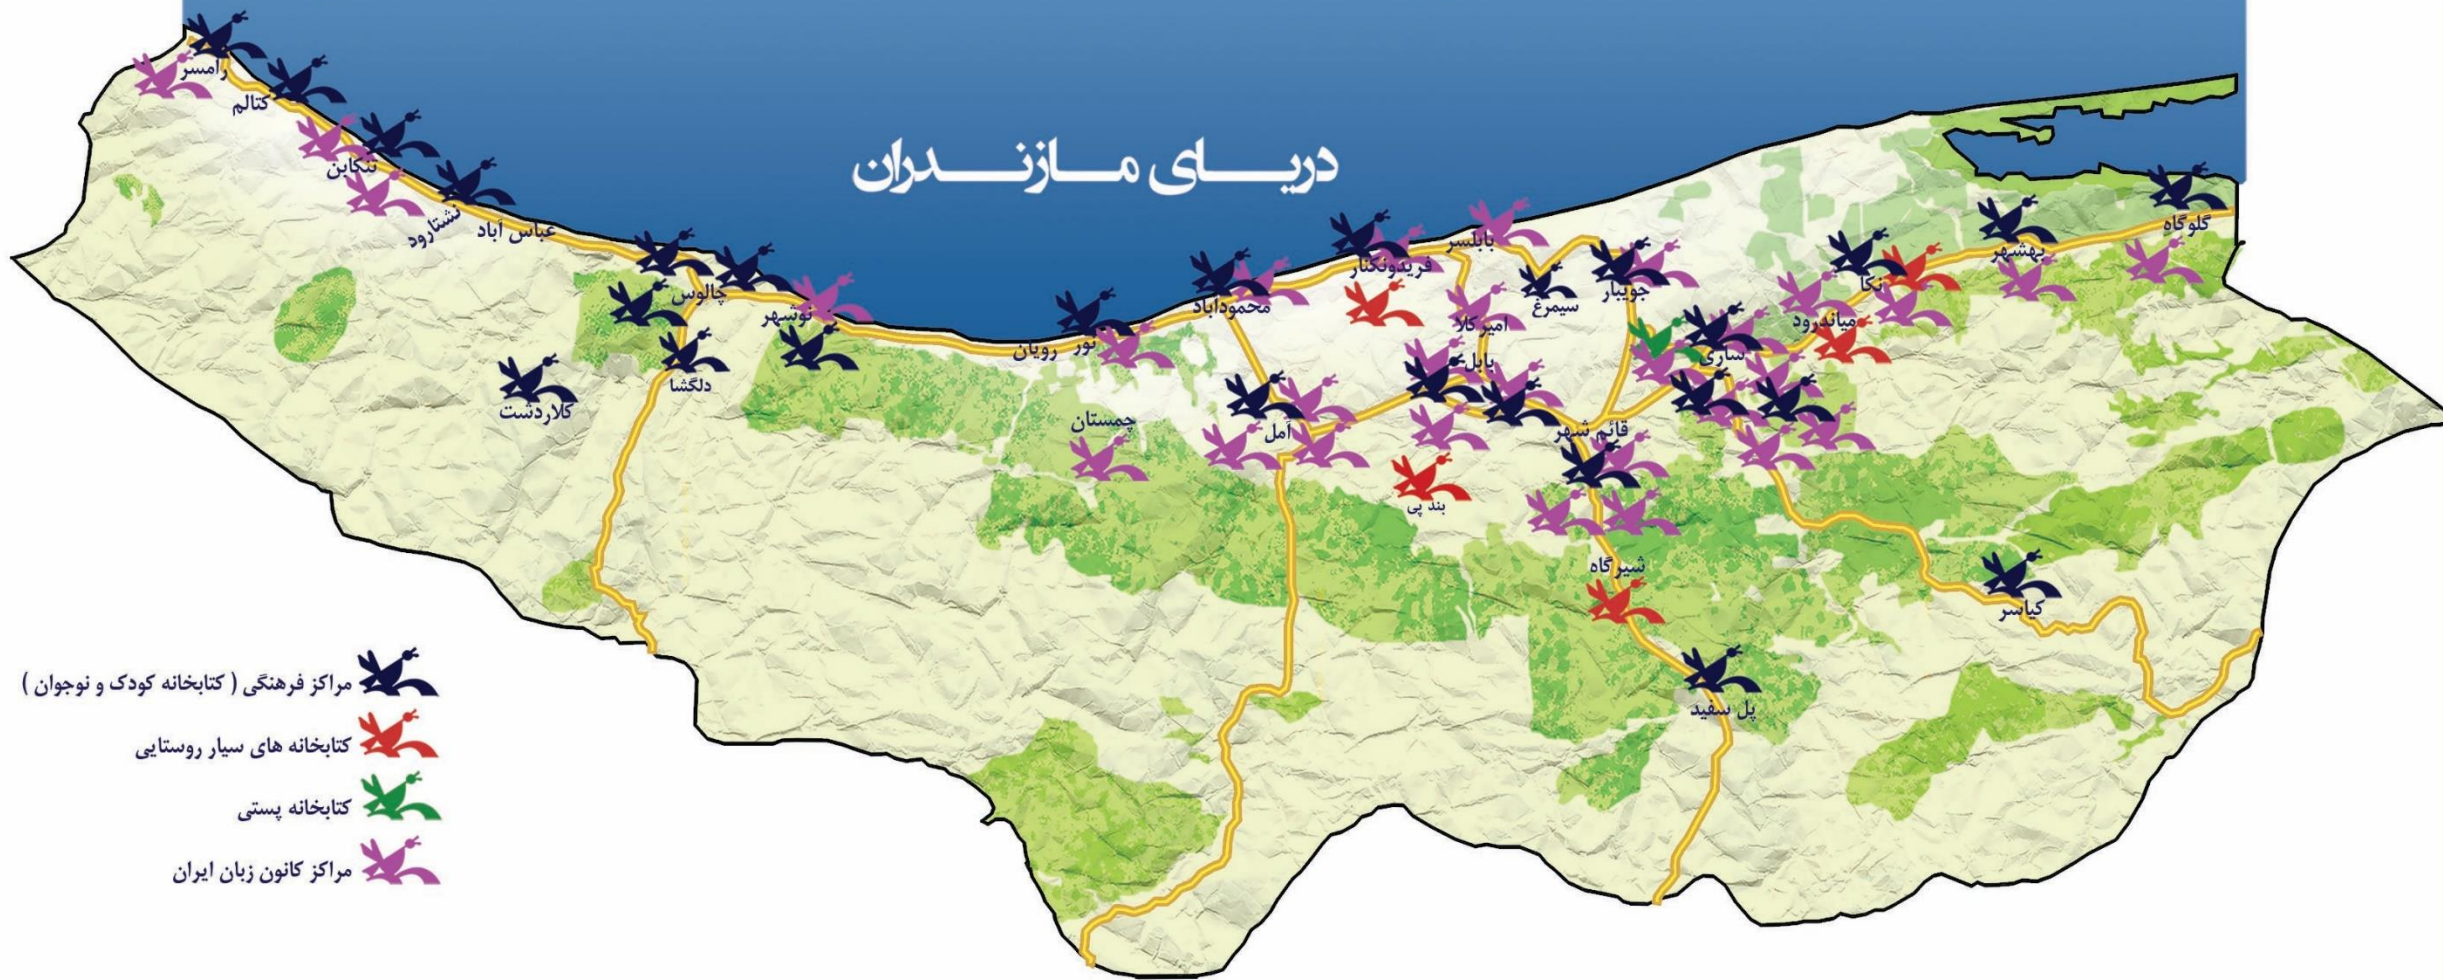 دریای مازندران
رامسر
کتالم
تنکابن
نشتارود
عباس آباد
چالوس
نوشهر
دلگشا
کلاردشت
رویان
نور
چمستان
محمودآباد
آمل
فریدونکنار
بابلسر
امیرکلا
بابل
بند پی
سیمرغ
جویبار
قائم شهر
شیرگاه
پل سفید
ساری
میاندرود
نکا
بهشهر
گلوگاه
کیاسر
مراکز فرهنگی ( کتابخانه کودک و نوجوان )
کتابخانه های سیار روستایی
کتابخانه پستی
مراکز کانون زبان ایران